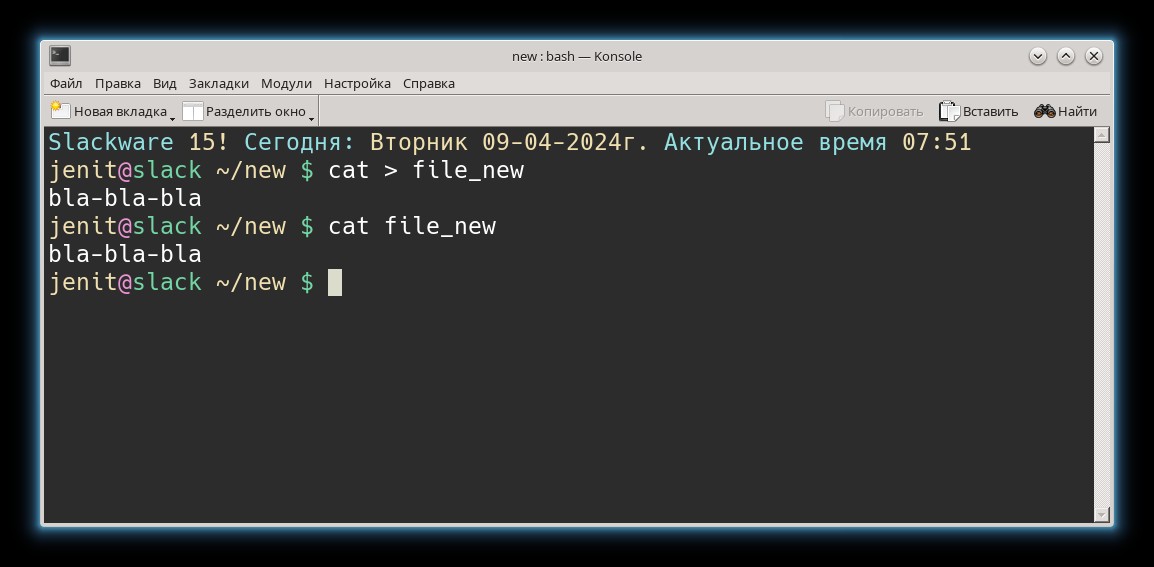 new : bash — Konsole
Файл Правка Вид Закладки Модули Настройка Справка
Новая вкладка Разделить окно Копировать Вставить Найти
Slackware 15! Сегодня: Вторник 09-04-2024г. Актуальное время 07:51
jenit@slack ~/new $ cat > file_new
bla-bla-bla
jenit@slack ~/new $ cat file_new
bla-bla-bla
jenit@slack ~/new $